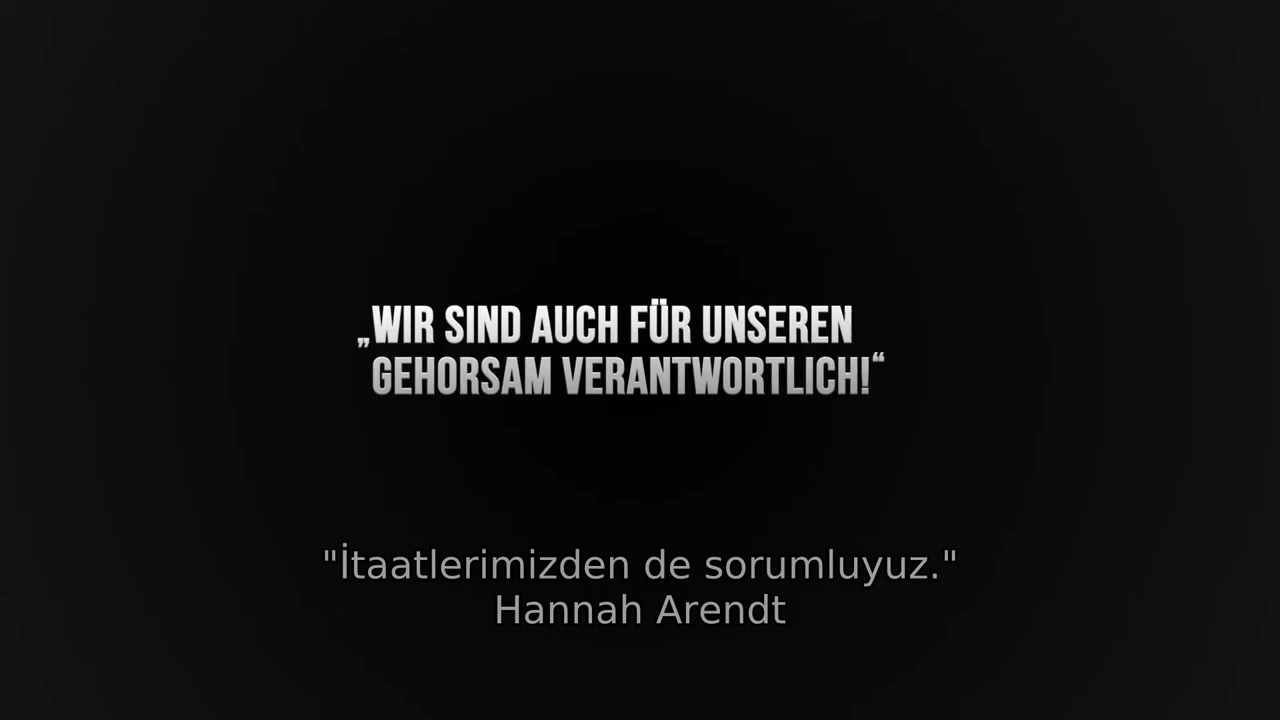 „WIR SIND AUCH FÜR UNSEREN
GEHORSAM VERANTWORTLICH!“
"İtaatlerimizden de sorumluyuz."
Hannah Arendt